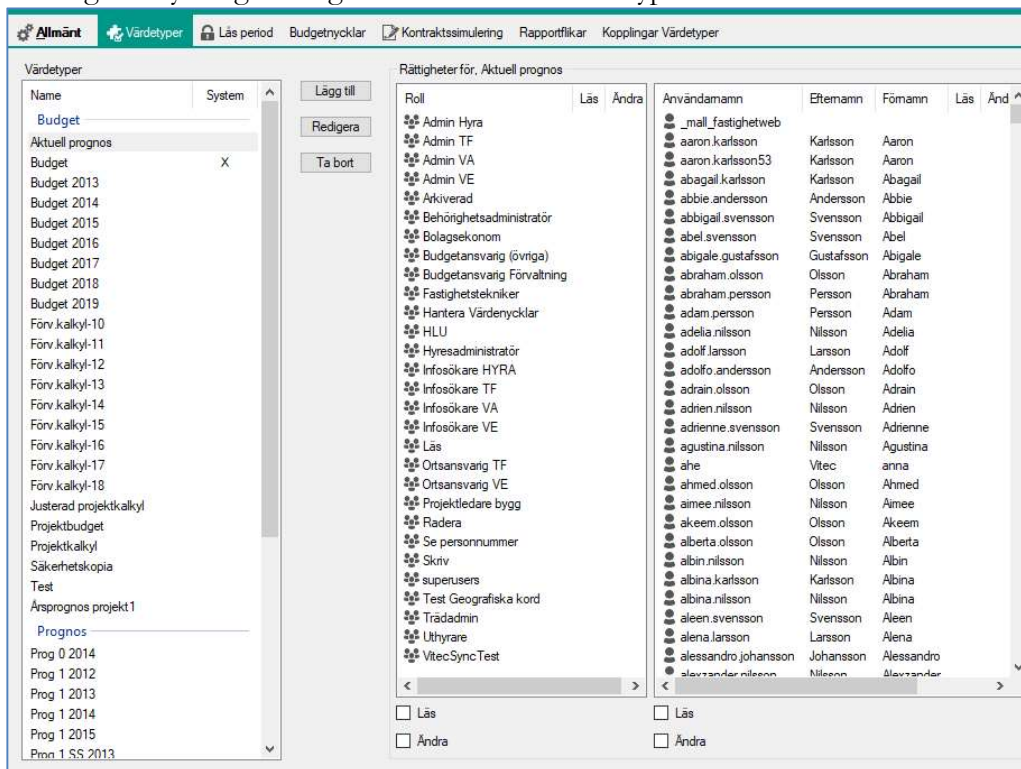 Allmänt Värdetyper Lås period Budgetnycklar Kontraktssimulering Rapportflikar Kopplingar Värdetyper
Värdetyper
Name System
Budget
Aktuell prognos
Budget X
Budget 2013
Budget 2014
Budget 2015
Budget 2016
Budget 2017
Budget 2018
Budget 2019
Förv.kalkyl-10
Förv.kalkyl-11
Förv.kalkyl-12
Förv.kalkyl-13
Förv.kalkyl-14
Förv.kalkyl-15
Förv.kalkyl-16
Förv.kalkyl-17
Förv.kalkyl-18
Justerad projektkalkyl
Projektbudget
Projektkalkyl
Säkerhetskopia
Test
Årsprognos projekt1
Prognos
Prog 0 2014
Prog 1 2012
Prog 1 2013
Prog 1 2014
Prog 1 2015
Prog 1 SS 2013
Lägg till
Redigera
Ta bort
Rättigheter för, Aktuell prognos
Roll Läs Ändra
Admin Hyra
Admin TF
Admin VA
Admin VE
Arkiverad
Behörighetsadministratör
Bolagsekonom
Budgetansvarig (övriga)
Budgetansvarig Förvaltning
Fastighetstekniker
Hantera Värdenycklar
HLU
Hyresadministratör
Infosökare HYRA
Infosökare TF
Infosökare VA
Infosökare VE
Läs
Ortsansvarig TF
Ortsansvarig VE
Projektledare bygg
Radera
Se personnummer
Skriv
superusers
Test Geografiska kord
Trädadmin
Uthyrare
VitecSyncTest
Läs
Ändra
Användarnamn Efternamn Förnamn Läs Änd
_mall_fastighetweb
aaron.karlsson Karlsson Aaron
aaron.karlsson53 Karlsson Aaron
abagail.karlsson Karlsson Abagail
abbie.andersson Andersson Abbie
abbigail.svensson Svensson Abbigail
abel.svensson Svensson Abel
abigale.gustafsson Gustafsson Abigale
abraham.olsson Olsson Abraham
abraham.persson Persson Abraham
adam.persson Persson Adam
adelia.nilsson Nilsson Adelia
adolf.larsson Larsson Adolf
adolfo.andersson Andersson Adolfo
adrain.olsson Olsson Adrain
adrien.nilsson Nilsson Adrien
adrienne.svensson Svensson Adrienne
agustina.nilsson Nilsson Agustina
ahe Vitec anna
ahmed.olsson Olsson Ahmed
aimee.nilsson Nilsson Aimee
akeem.olsson Olsson Akeem
alberta.olsson Olsson Alberta
albin.nilsson Nilsson Albin
albina.karlsson Karlsson Albina
albina.nilsson Nilsson Albina
aleen.svensson Svensson Aleen
alena.larsson Larsson Alena
alessandro.johansson Johansson Alessandro
alexzander.nilsson Nilsson Alexzander
Läs
Ändra